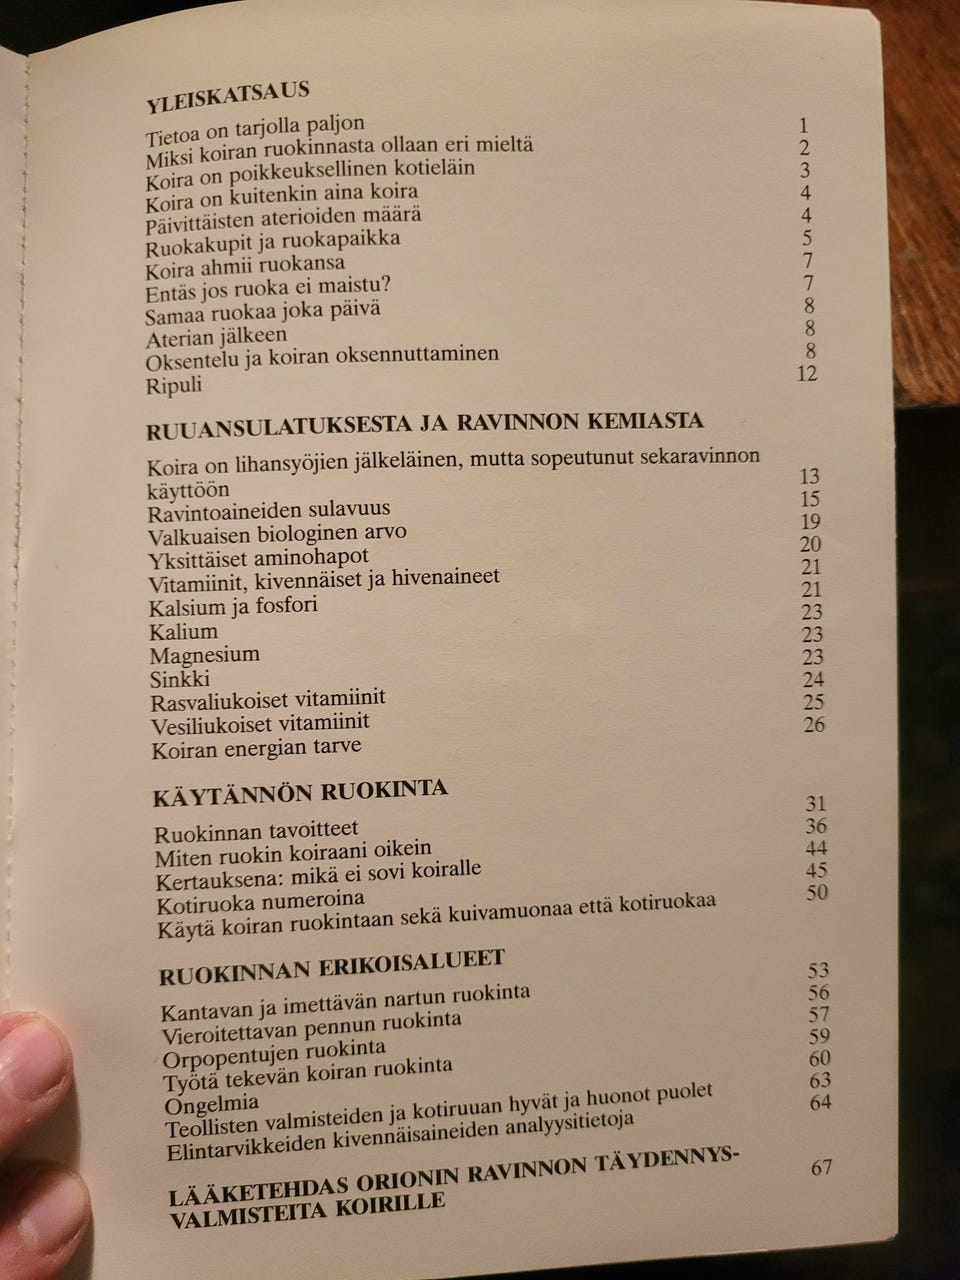 YLEISKATSAUS
Tietoa on tarjolla paljon 1
Miksi koiran ruokinnasta ollaan eri mieltä 2
Koira on poikkeuksellinen kotieläin 3
Koira on kuitenkin aina koira 4
Päivittäisten aterioiden määrä 4
Ruokakupit ja ruokapaikka 5
Koira ahmii ruokansa 7
Entäs jos ruoka ei maistu? 7
Samaa ruokaa joka päivä 8
Aterian jälkeen 8
Oksentelu ja koiran oksennuttaminen 8
Ripuli 12
RUUANSULATUKSESTA JA RAVINNON KEMIASTA
Koira on lihansyöjien jälkeläinen, mutta sopeutunut sekaravinnon
käyttöön 13
Ravintoaineiden sulavuus 15
Valkuaisen biologinen arvo 19
Yksittäiset aminohapot 20
Vitamiinit, kivennäiset ja hivenaineet 21
Kalsium ja fosfori 21
Kalium 23
Magnesium 23
Sinkki 23
Rasvaliukoiset vitamiinit 24
Vesiliukoiset vitamiinit 25
Koiran energian tarve 26
KÄYTÄNNÖN RUOKINTA
Ruokinnan tavoitteet 31
Miten ruokin koiraani oikein 36
Kertauksena: mikä ei sovi koiralle 44
Kotiruoka numeroina 45
Käytä koiran ruokintaan sekä kuivamuonaa että kotiruokaa 50
RUOKINNAN ERIKOISALUEET
Kantavan ja imettävän nartun ruokinta 53
Vieroitettavan pennun ruokinta 56
Orpopentujen ruokinta 57
Työtä tekevän koiran ruokinta 59
Ongelmia 60
Teollisten valmisteiden ja kotiruuan hyvät ja huonot puolet 63
Elintarvikkeiden kivennäisaineiden analyysitietoja 64
LÄÄKETEHDAS ORIONIN RAVINNON TÄYDENNYS-
VALMISTEITA KOIRILLE 67